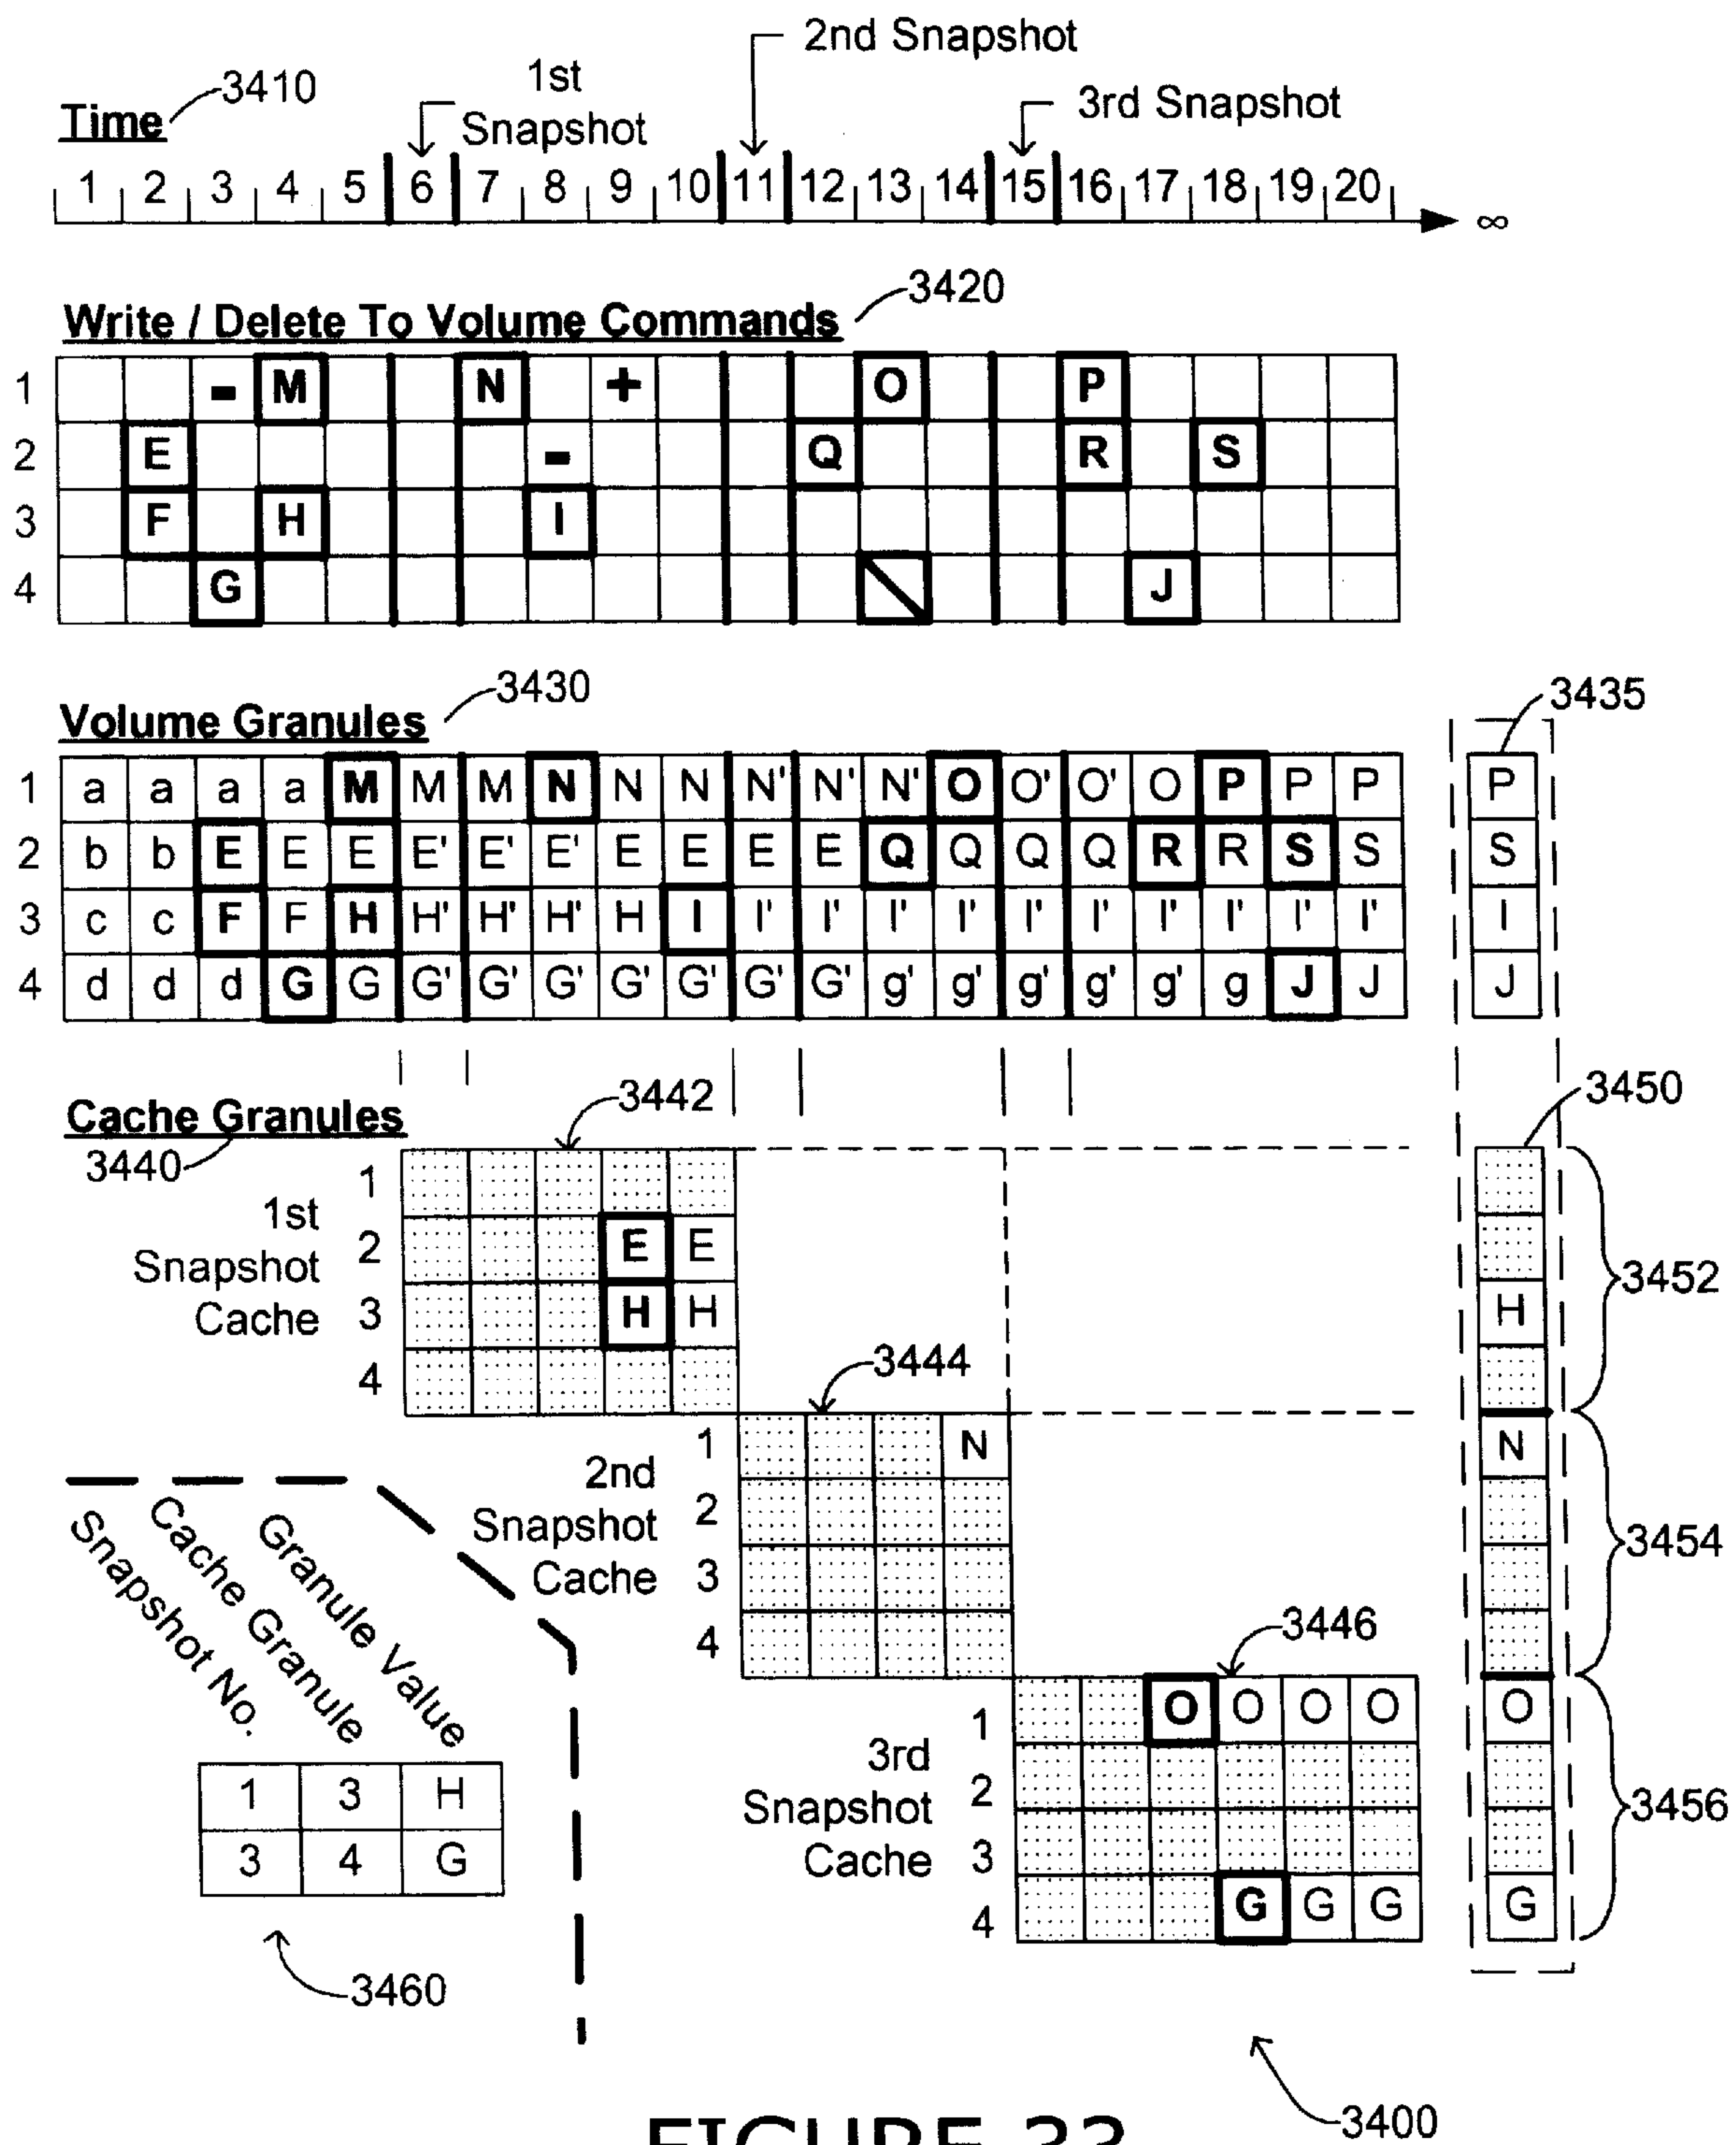 2nd Snapshot
1st
Snapshot
3rd Snapshot
Time
3410
1 2 3 4 5 6 7 8 9 10 11 12 13 14 15 16 17 18 19 20
∞
Write / Delete To Volume Commands
3420
1 - M N + O P
2 E - Q R S
3 F H I
4 G J
Volume Granules
3430
3435
1 a a a a M M M N N N N' N' N' O O' O' O P P P P
2 b b E E E E' E' E' E E E E Q Q Q Q R R S S S
3 c c F F H H' H' H' H I I' I' I' I' I' I' I' I' I' I' I
4 d d d G G G' G' G' G' G' G' G' g' g' g' g' g' g J J J
Cache Granules
3440
3442
3450
1st
Snapshot
Cache
1
2 E E
3 H H H
4
3452
3444
2nd
Snapshot
Cache
1 N N
2
3
4
3454
3446
3rd
Snapshot
Cache
1 O O O O O
2
3
4 G G G G
3456
Snapshot No.
Cache Granule
Granule Value
1 3 H
3 4 G
3460
3400
FIGURE 33